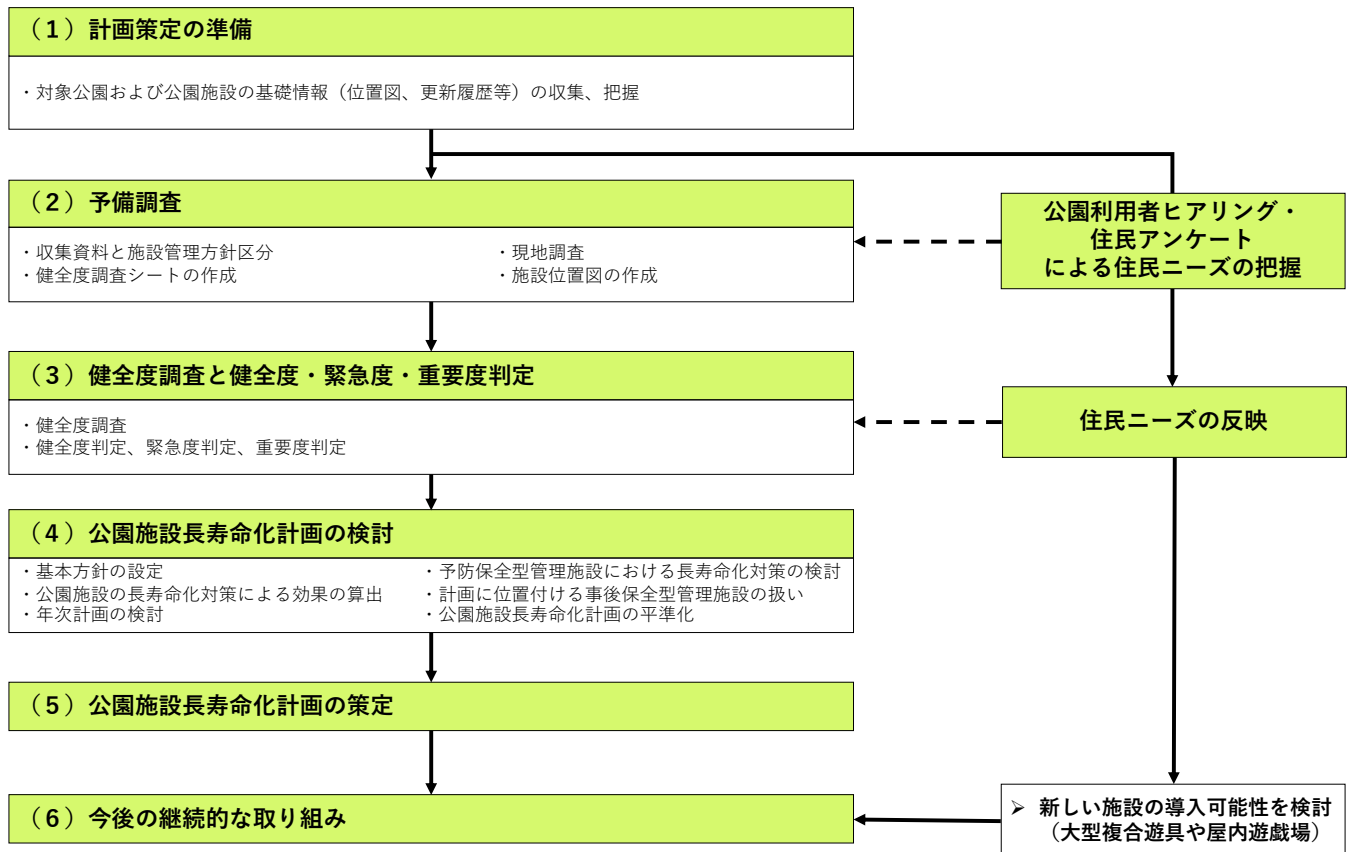 （１）計画策定の準備
・対象公園および公園施設の基礎情報（位置図、更新履歴等）の収集、把握
（２）予備調査
・収集資料と施設管理方針区分
・健全度調査シートの作成
・現地調査
・施設位置図の作成
公園利用者ヒアリング・
住民アンケート
による住民ニーズの把握
（３）健全度調査と健全度・緊急度・重要度判定
・健全度調査
・健全度判定、緊急度判定、重要度判定
住民ニーズの反映
（４）公園施設長寿命化計画の検討
・基本方針の設定
・公園施設の長寿命化対策による効果の算出
・年次計画の検討
・予防保全型管理施設における長寿命化対策の検討
・計画に位置付ける事後保全型管理施設の扱い
・公園施設長寿命化計画の平準化
（５）公園施設長寿命化計画の策定
（６）今後の継続的な取り組み
➢ 新しい施設の導入可能性を検討
（大型複合遊具や屋内遊戯場）